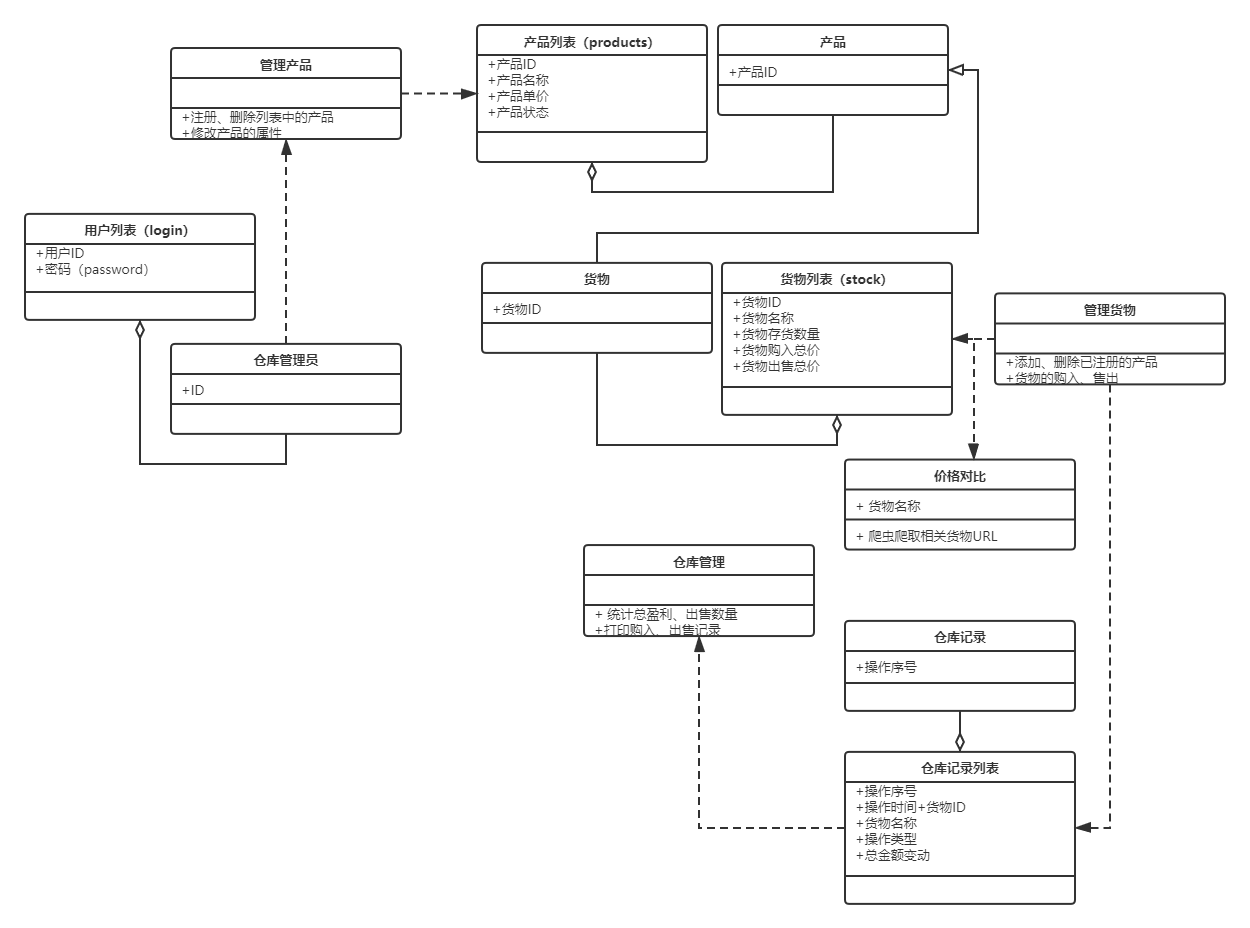 产品列表（products）
+产品ID
+产品名称
+产品单价
+产品状态
产品
+产品ID
管理产品
+注册、删除列表中的产品
+修改产品的属性
用户列表（login）
+用户ID
+密码（password）
仓库管理员
+ID
货物
+货物ID
货物列表（stock）
+货物ID
+货物名称
+货物存货数量
+货物购入总价
+货物出售总价
管理货物
+添加、删除已注册的产品
+货物的购入、售出
价格对比
+ 货物名称
+ 爬虫爬取相关货物URL
仓库管理
+ 统计总盈利、出售数量
+打印购入、出售记录
仓库记录
+操作序号
仓库记录列表
+操作序号
+操作时间+货物ID
+货物名称
+操作类型
+总金额变动